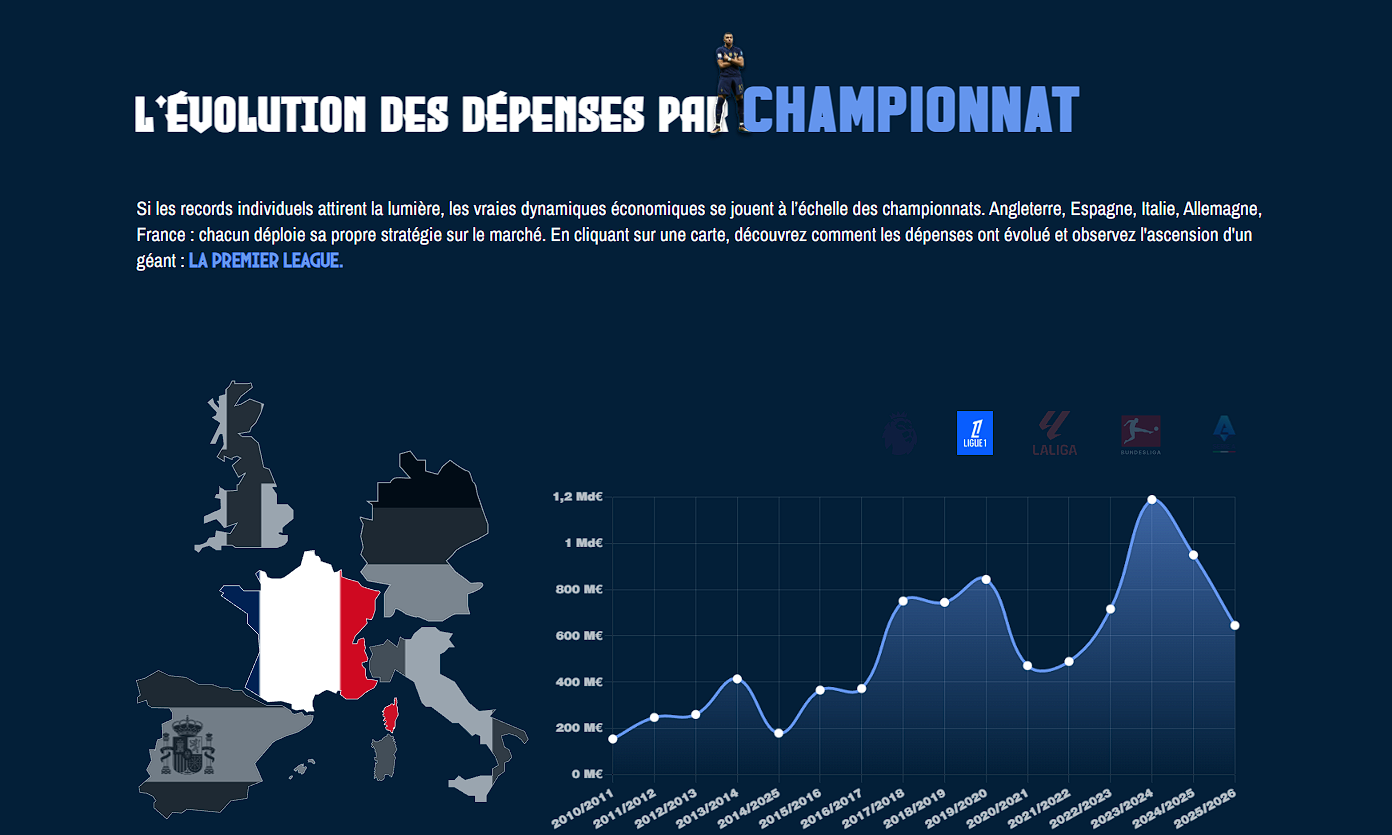 L'ÉVOLUTION DES DÉPENSES PAR CHAMPIONNAT
Si les records individuels attirent la lumière, les vraies dynamiques économiques se jouent à l'échelle des championnats. Angleterre, Espagne, Italie, Allemagne,
France : chacun déploie sa propre stratégie sur le marché. En cliquant sur une carte, découvrez comment les dépenses ont évolué et observez l'ascension d'un
géant : LA PREMIER LEAGUE.
LIGUE 1
LALIGA
BUNDESLIGA
1,2 Md€
1 Md€
800 M€
600 M€
400 M€
200 M€
0 M€
2010/2011
2011/2012
2012/2013
2013/2014
2014/2025
2015/2016
2016/2017
2017/2018
2018/2019
2019/2020
2020/2021
2021/2022
2022/2023
2023/2024
2024/2025
2025/2026